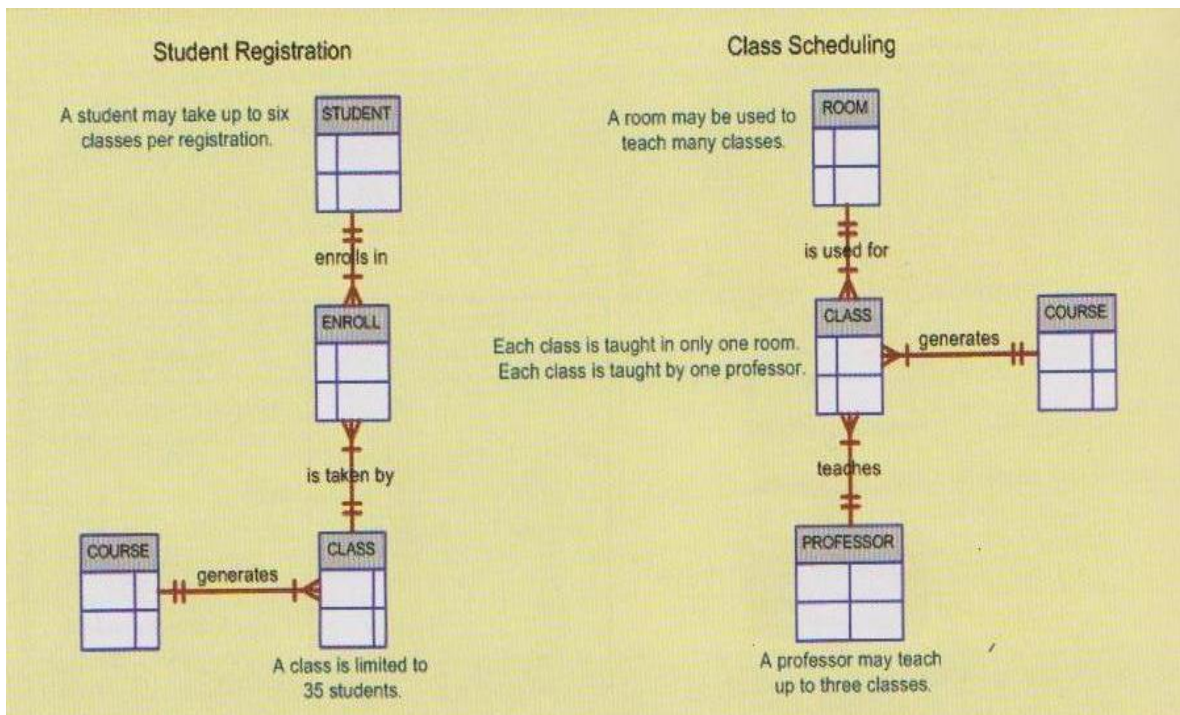 Student Registration
A student may take up to six
classes per registration.
STUDENT
enrolls in
ENROLL
is taken by
COURSE
generates
CLASS
A class is limited to
35 students.
Class Scheduling
A room may be used to
teach many classes.
ROOM
is used for
CLASS
generates
COURSE
Each class is taught in only one room.
Each class is taught by one professor.
teaches
PROFESSOR
A professor may teach
up to three classes.